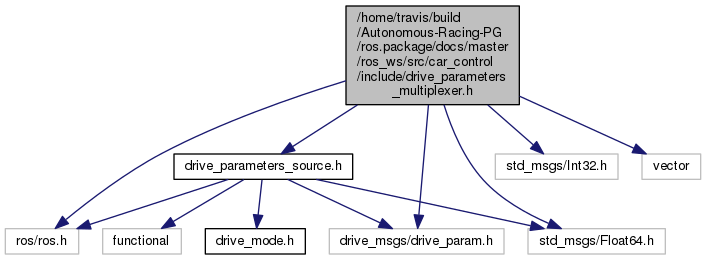 /home/travis/build
/Autonomous-Racing-PG
/ros.package/docs/master
/ros_ws/src/car_control
/include/drive_parameters
_multiplexer.h
drive_parameters_source.h
std_msgs/Int32.h
vector
ros/ros.h
functional
drive_mode.h
drive_msgs/drive_param.h
std_msgs/Float64.h